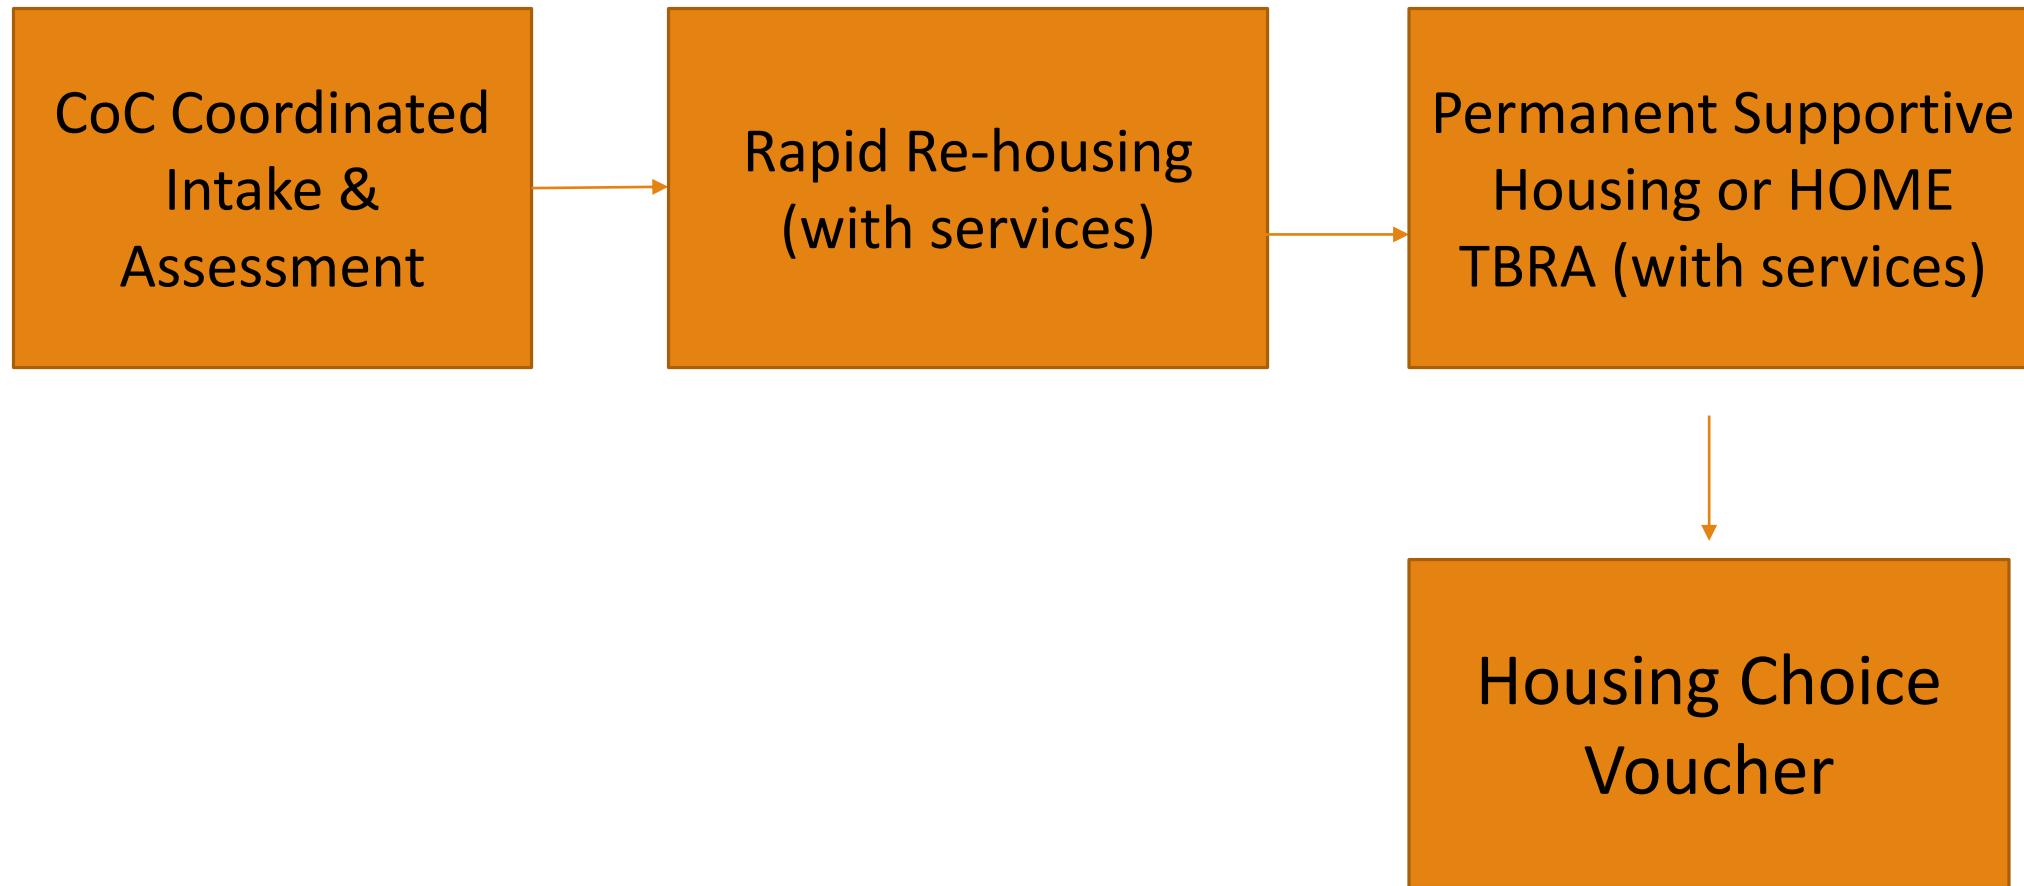 CoC Coordinated
Intake &
Assessment
Rapid Re-housing
(with services)
Permanent Supportive
Housing or HOME
TBRA (with services)
Housing Choice
Voucher